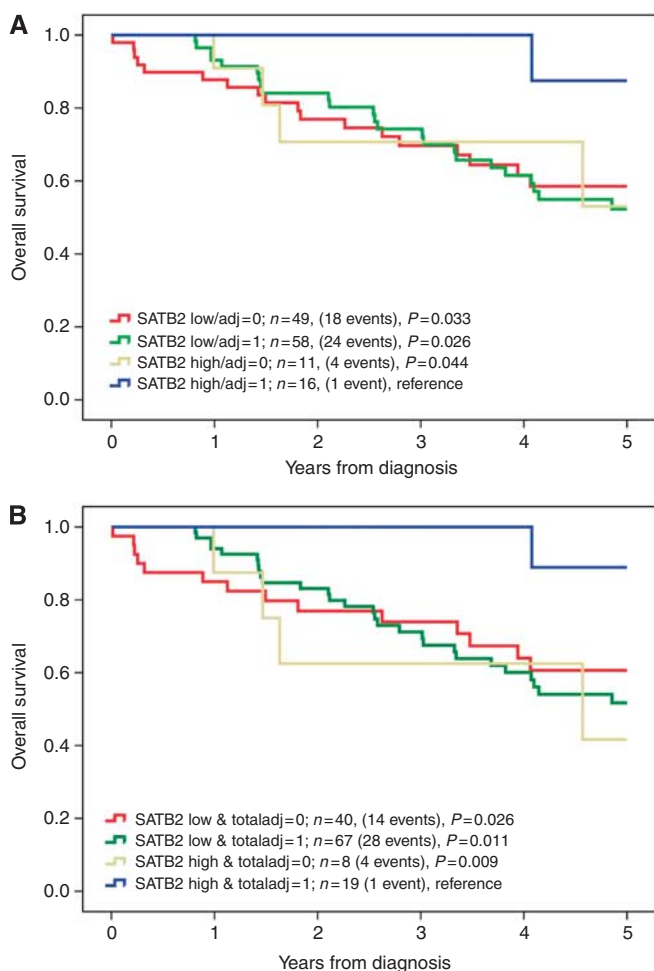 A
1.0
0.8
0.6
0.4
0.2
0.0
Overall survival
SATB2 low/adj=0; n=49, (18 events), P=0.033
SATB2 low/adj=1; n=58, (24 events), P=0.026
SATB2 high/adj=0; n=11, (4 events), P=0.044
SATB2 high/adj=1; n=16, (1 event), reference
0 1 2 3 4 5
Years from diagnosis
B
1.0
0.8
0.6
0.4
0.2
0.0
Overall survival
SATB2 low & totaladj=0; n=40, (14 events), P=0.026
SATB2 low & totaladj=1; n=67 (28 events), P=0.011
SATB2 high & totaladj=0; n=8 (4 events), P=0.009
SATB2 high & totaladj=1; n=19 (1 event), reference
0 1 2 3 4 5
Years from diagnosis